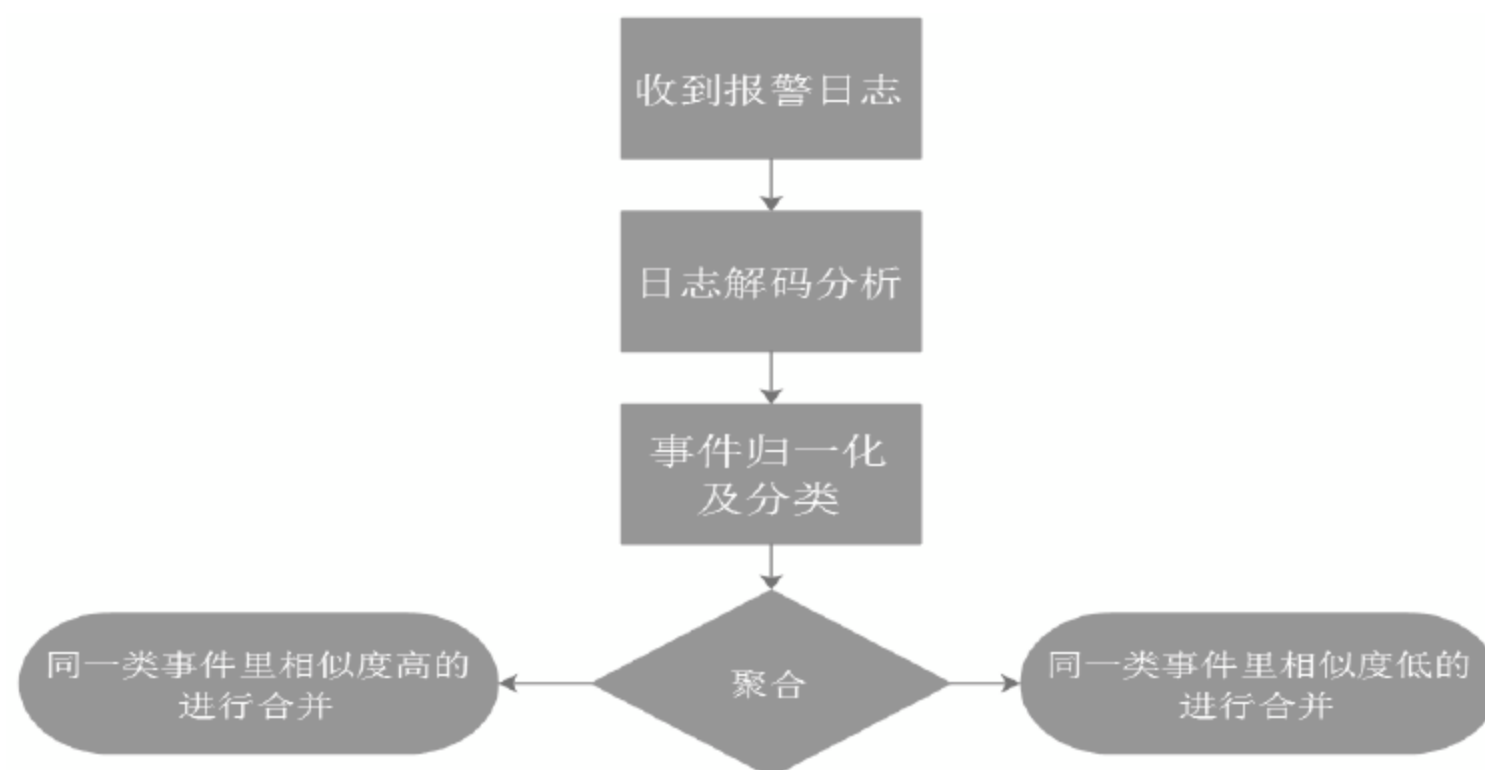 收到报警日志
日志解码分析
事件归一化
及分类
同一类事件里相似度高的
进行合并
聚合
同一类事件里相似度低的
进行合并